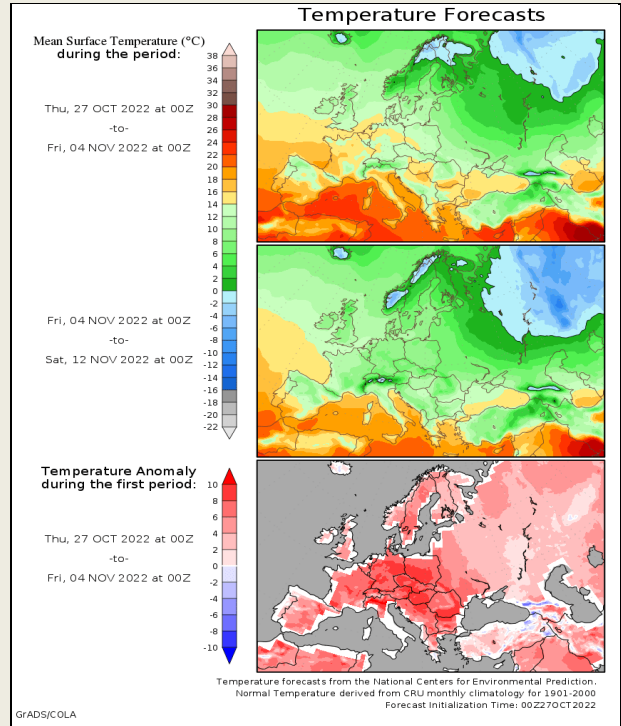 Temperature Forecasts
Mean Surface Temperature (°C)
during the period:
Thu, 27 OCT 2022 at 00Z
-to-
Fri, 04 NOV 2022 at 00Z
38
36
34
32
30
28
26
24
22
20
18
16
14
12
10
8
6
4
2
0
-2
-4
-6
-8
-10
-12
-14
-16
-18
-20
-22
Fri, 04 NOV 2022 at 00Z
-to-
Sat, 12 NOV 2022 at 00Z
Temperature Anomaly
during the first period:
Thu, 27 OCT 2022 at 00Z
-to-
Fri, 04 NOV 2022 at 00Z
10
8
6
4
2
0
-2
-4
-6
-8
-10
Temperature forecasts from the National Centers for Environmental Prediction.
Normal Temperature derived from CRU monthly climatology for 1901-2000
Forecast Initialization Time: 00Z27OCT2022
GrADS/COLA